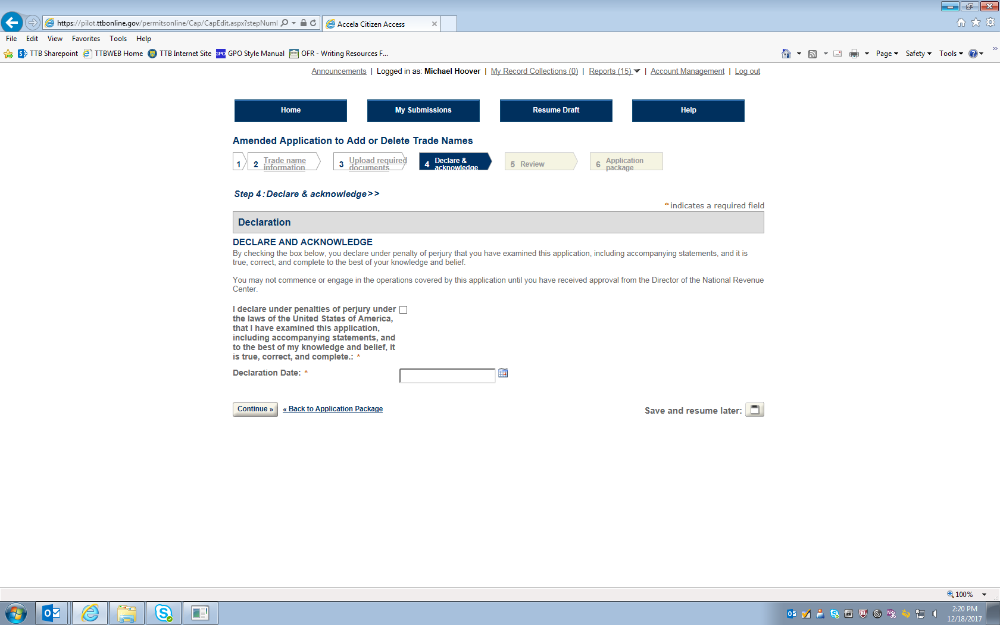 https://pilot.ttbonline.gov/permitsonline/Cap/CapEdit.aspx?stepNuml
Accela Citizen Access
File Edit View Favorites Tools Help
TTB Sharepoint TTBWEB Home TTB Internet Site GPO GPO Style Manual OFR - Writing Resources F...
Page Safety Tools
Announcements | Logged in as: Michael Hoover | My Record Collections (0) | Reports (15) | Account Management | Log out
Home My Submissions Resume Draft Help
Amended Application to Add or Delete Trade Names
1 2 Trade name information 3 Upload required documents 4 Declare & acknowledge 5 Review 6 Application package
Step 4:Declare & acknowledge>>
*indicates a required field
Declaration
DECLARE AND ACKNOWLEDGE
By checking the box below, you declare under penalty of perjury that you have examined this application, including accompanying statements, and it is
true, correct, and complete to the best of your knowledge and belief.
You may not commence or engage in the operations covered by this application until you have received approval from the Director of the National Revenue
Center.
I declare under penalties of perjury under
the laws of the United States of America,
that I have examined this application,
including accompanying statements, and
to the best of my knowledge and belief, it
is true, correct, and complete.: *
Declaration Date: *
Continue » « Back to Application Package
Save and resume later:
100%
2:20 PM
12/18/2017